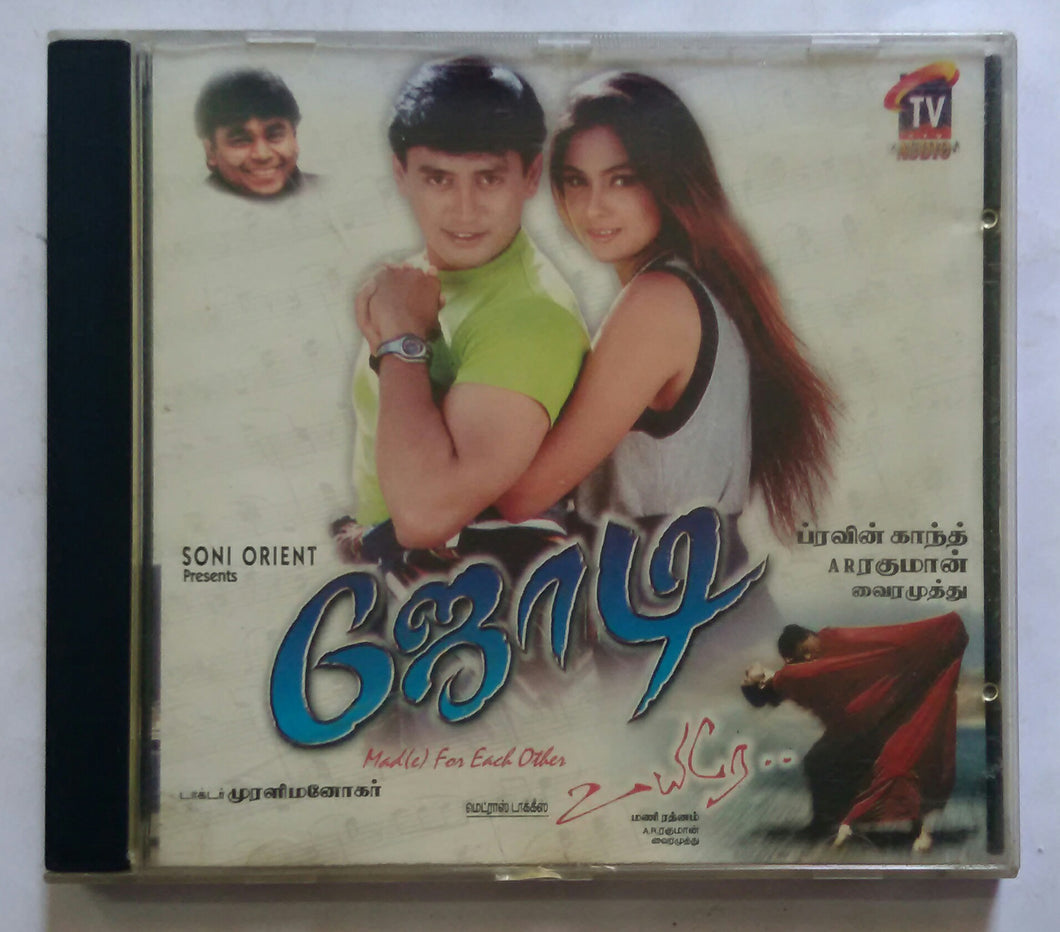 TV
AUDIO
SONI ORIENT
Presents
ப்ரவின் காந்த்
A R ரகுமான்
வைரமுத்து
ஜோடி
Mad(e) For Each Other
டாக்டர் முரளிமனோகர்
மெட்ராஸ் டாக்கீஸ்
உயிரே..
மணிரத்னம்
A.R.ரகுமான்
வைரமுத்து